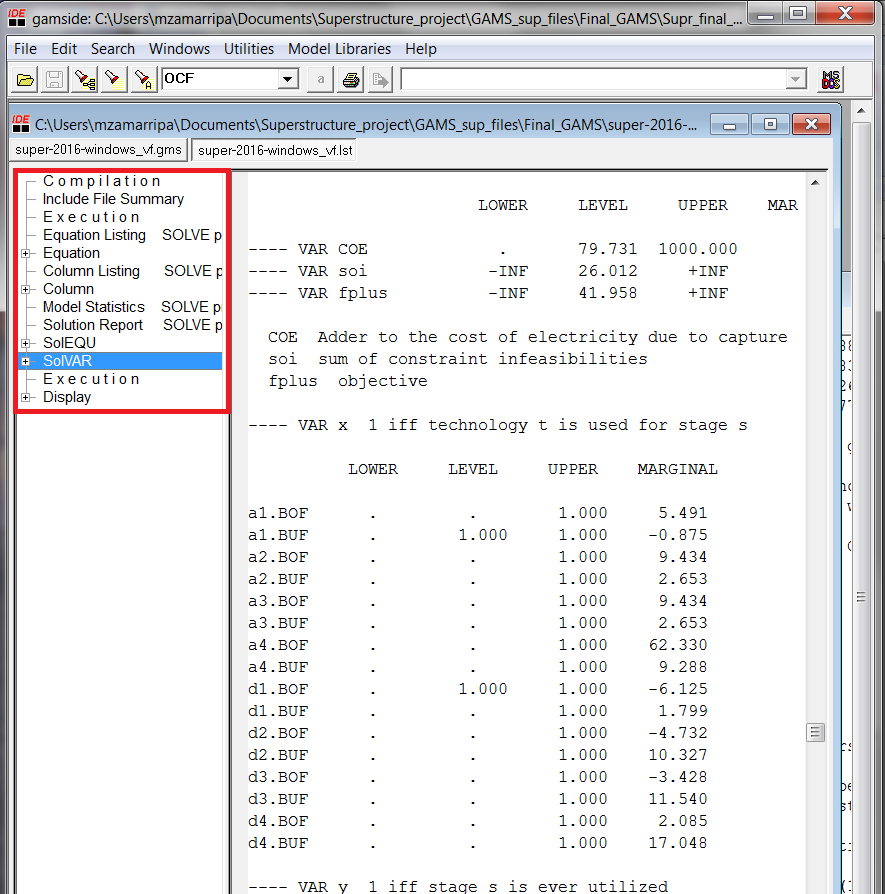 IDE gamside: C:\Users\mzamarripa\Documents\Superstructure_project\GAMS_sup_files\Final_GAMS\Supr_final_...
File Edit Search Windows Utilities Model Libraries Help
OCF a MS DOS
IDE C:\Users\mzamarripa\Documents\Superstructure_project\GAMS_sup_files\Final_GAMS\super-2016-...
super-2016-windows_vf.gms super-2016-windows_vf.lst
C o m p i l a t i o n
Include File Summary
E x e c u t i o n
Equation Listing SOLVE p
Equation
Column Listing SOLVE p
Column
Model Statistics SOLVE p
Solution Report SOLVE p
SolEQU
SolVAR
E x e c u t i o n
Display
LOWER LEVEL UPPER MAR
---- VAR COE . 79.731 1000.000
---- VAR soi -INF 26.012 +INF
---- VAR fplus -INF 41.958 +INF
COE Adder to the cost of electricity due to capture
soi sum of constraint infeasibilities
fplus objective
---- VAR x 1 iff technology t is used for stage s
LOWER LEVEL UPPER MARGINAL
a1.BOF . . 1.000 5.491
a1.BUF . 1.000 1.000 -0.875
a2.BOF . . 1.000 9.434
a2.BUF . . 1.000 2.653
a3.BOF . . 1.000 9.434
a3.BUF . . 1.000 2.653
a4.BOF . . 1.000 62.330
a4.BUF . . 1.000 9.288
d1.BOF . 1.000 1.000 -6.125
d1.BUF . . 1.000 1.799
d2.BOF . . 1.000 -4.732
d2.BUF . . 1.000 10.327
d3.BOF . . 1.000 -3.428
d3.BUF . . 1.000 11.540
d4.BOF . . 1.000 2.085
d4.BUF . . 1.000 17.048
---- VAR y 1 iff stage s is ever utilized